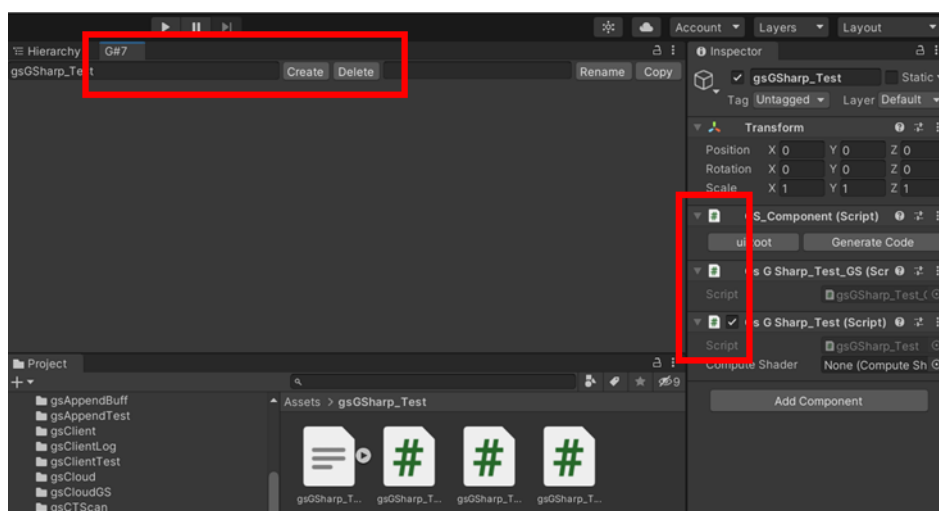 Account Layers Layout
Hierarchy G#7
gsGSharp_Test Create Delete Rename Copy
Project
Assets > gsGSharp_Test
9
gsAppendBuff
gsAppendTest
gsClient
gsClientLog
gsClientTest
gsCloud
gsCloudGS
gsCTScan
gsGSharp_T... gsGSharp_T... gsGSharp_T... gsGSharp_T...
Inspector
gsGSharp_Test Static
Tag Untagged Layer Default
Transform
Position X 0 Y 0 Z 0
Rotation X 0 Y 0 Z 0
Scale X 1 Y 1 Z 1
S_Component (Script)
Generate Code
s G Sharp_Test_GS (Scr
Script gsGSharp_Test_(
s G Sharp_Test (Script)
Script gsGSharp_Test
Compute Shader None (Compute Sh
Add Component